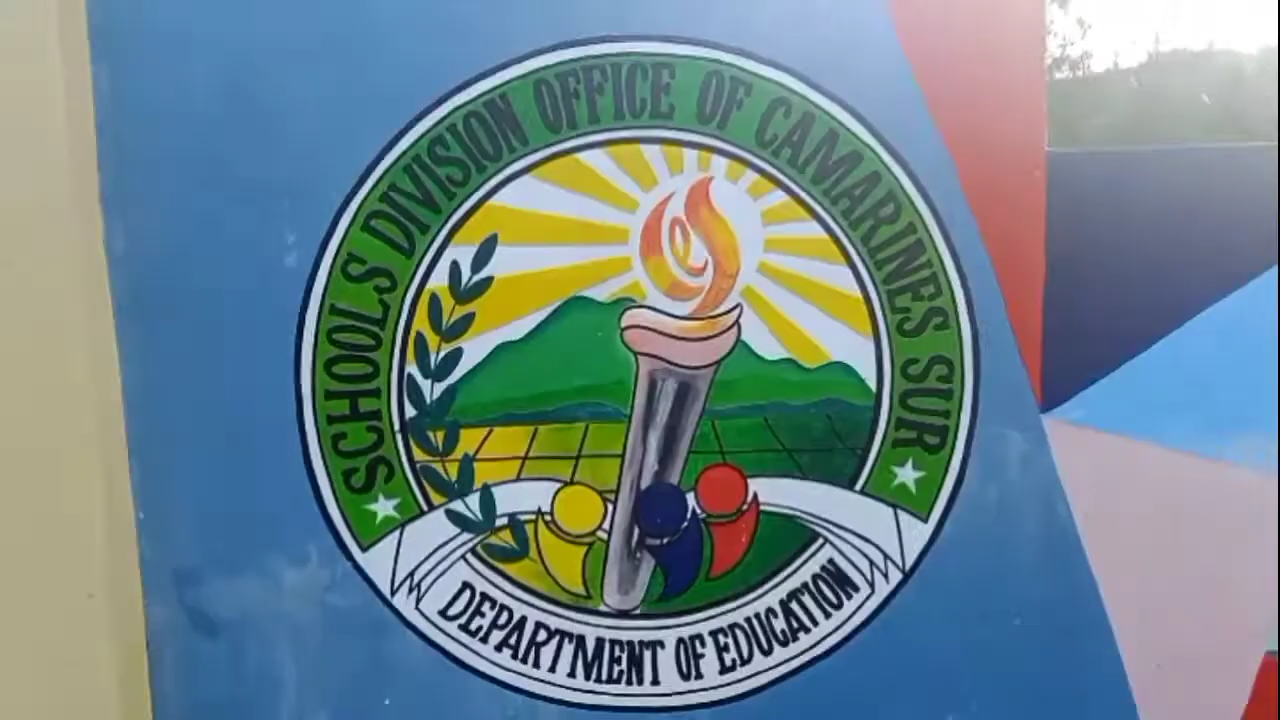 SCHOOLS DIVISION OFFICE OF CAMARINES SUR
e
DEPARTMENT OF EDUCATION